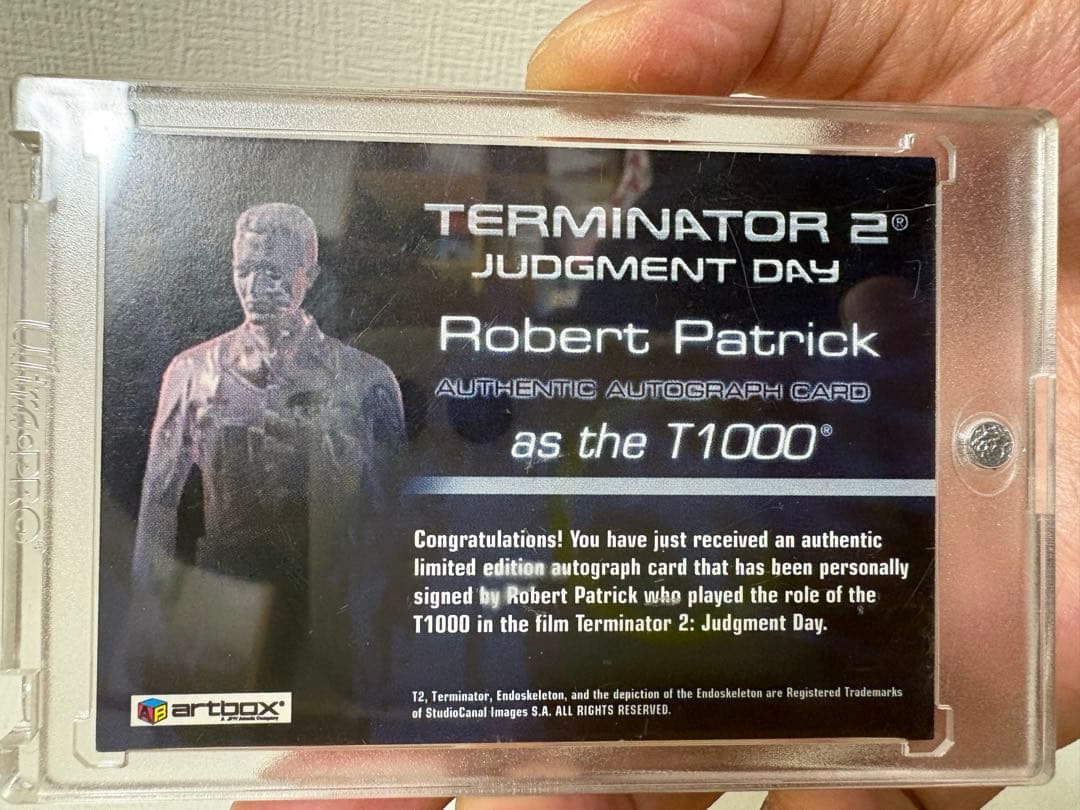 TERMINATOR 2®
JUDGMENT DAY
Robert Patrick
AUTHENTIC AUTOGRAPH CARD
as the T1000®
Congratulations! You have just received an authentic
limited edition autograph card that has been personally
signed by Robert Patrick who played the role of the
T1000 in the film Terminator 2: Judgment Day.
T2, Terminator, Endoskeleton, and the depiction of the Endoskeleton are Registered Trademarks
of StudioCanal Images S.A. ALL RIGHTS RESERVED.
AB artbox®
Ultra PRO